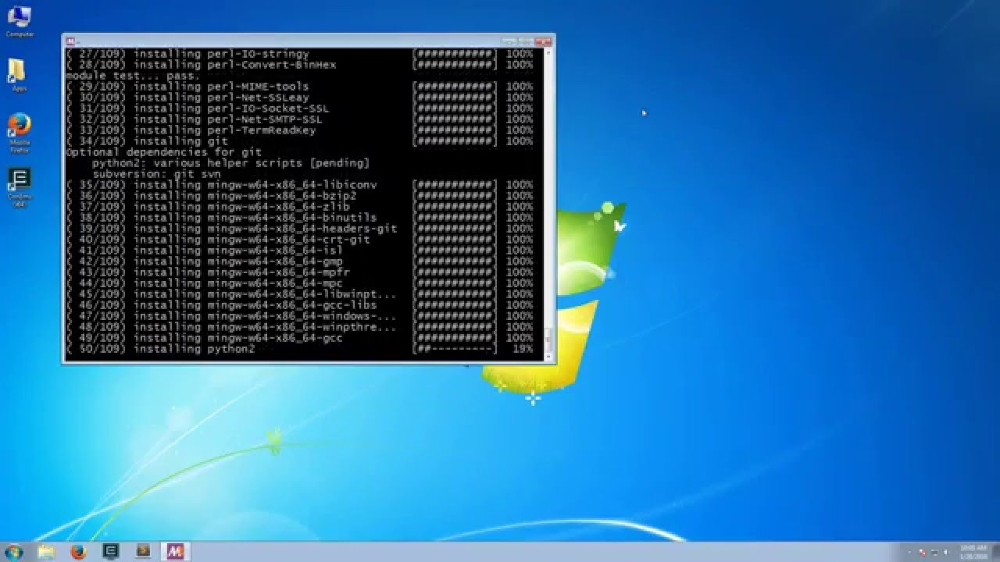 Computer
Apps
Mozilla
Firefox
( 27/109) installing perl-IO-stringy [###########] 100%
( 28/109) installing perl-Convert-BinHex [###########] 100%
module test... pass.
( 29/109) installing perl-MIME-tools [###########] 100%
( 30/109) installing perl-Net-SSLeay [###########] 100%
( 31/109) installing perl-IO-Socket-SSL [###########] 100%
( 32/109) installing perl-Net-SMTP-SSL [###########] 100%
( 33/109) installing perl-TermReadKey [###########] 100%
( 34/109) installing git [###########] 100%
Optional dependencies for git
python2: various helper scripts [pending]
subversion: git svn
( 35/109) installing mingw-w64-x86_64-libiconv [###########] 100%
( 36/109) installing mingw-w64-x86_64-bzip2 [###########] 100%
( 37/109) installing mingw-w64-x86_64-zlib [###########] 100%
( 38/109) installing mingw-w64-x86_64-binutils [###########] 100%
( 39/109) installing mingw-w64-x86_64-headers-git [###########] 100%
( 40/109) installing mingw-w64-x86_64-crt-git [###########] 100%
( 41/109) installing mingw-w64-x86_64-isl [###########] 100%
( 42/109) installing mingw-w64-x86_64-gmp [###########] 100%
( 43/109) installing mingw-w64-x86_64-mpfr [###########] 100%
( 44/109) installing mingw-w64-x86_64-mpc [###########] 100%
( 45/109) installing mingw-w64-x86_64-libwinpt... [###########] 100%
( 46/109) installing mingw-w64-x86_64-gcc-libs [###########] 100%
( 47/109) installing mingw-w64-x86_64-windows-... [###########] 100%
( 48/109) installing mingw-w64-x86_64-winpthre... [###########] 100%
( 49/109) installing mingw-w64-x86_64-gcc [###########] 100%
( 50/109) installing python2 [##---------] 19%